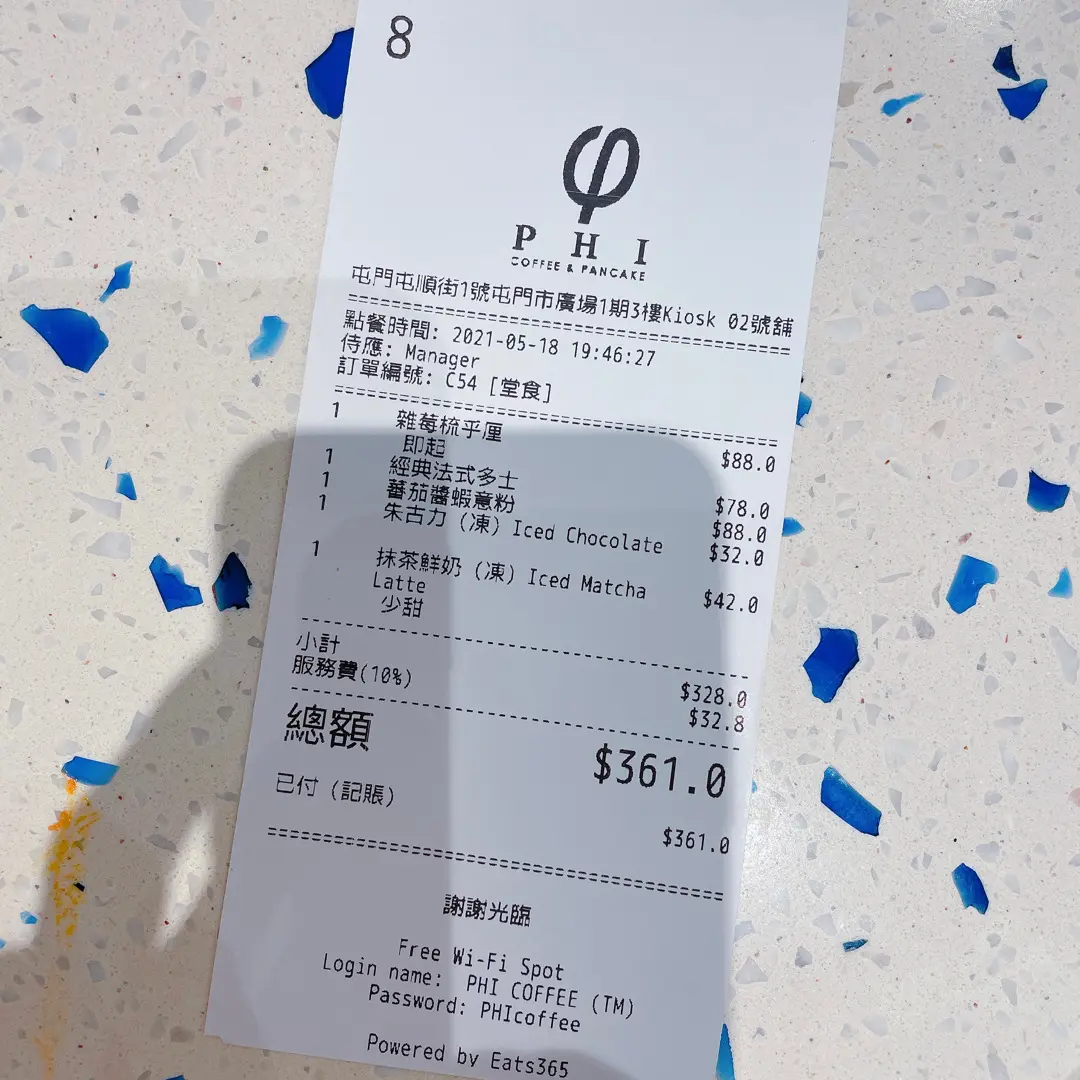 8
PHI
COFFEE & PANCAKE
屯門屯順街1號屯門市廣場1期3樓Kiosk 02號舖
點餐時間: 2021-05-18 19:46:27
侍應: Manager
訂單編號: C54 [堂食]
1 雜莓梳乎厘 $88.0
即起
1 經典法式多士 $78.0
1 蕃茄醬蝦意粉 $88.0
1 朱古力 (凍) Iced Chocolate $32.0
1 抹茶鮮奶 (凍) Iced Matcha $42.0
Latte
少甜
小計 $328.0
服務費(10%) $32.8
總額 $361.0
已付 (記賬) $361.0
謝謝光臨
Free Wi-Fi Spot
Login name: PHI COFFEE (TM)
Password: PHIcoffee
Powered by Eats365